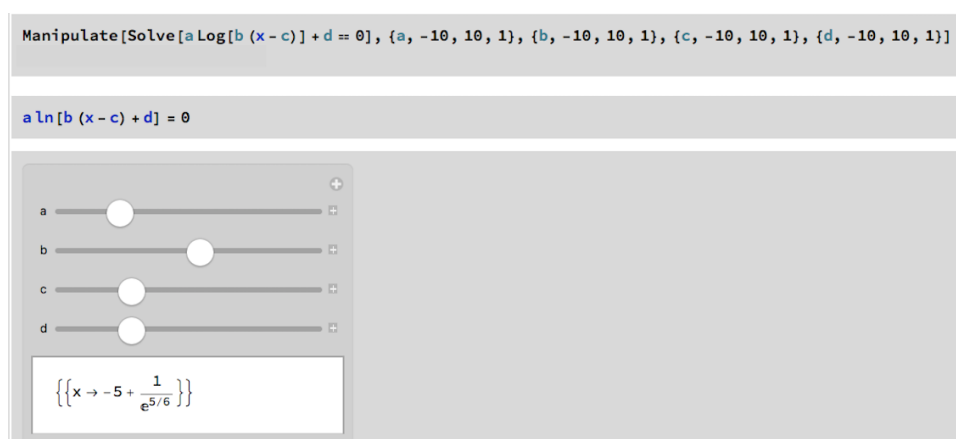 Manipulate[Solve[a Log[b (x - c)] + d == 0], {a, -10, 10, 1}, {b, -10, 10, 1}, {c, -10, 10, 1}, {d, -10, 10, 1}]
a ln[b (x - c) + d] = 0
a
b
c
d
{{x → -5 + 1/e^5/6}}